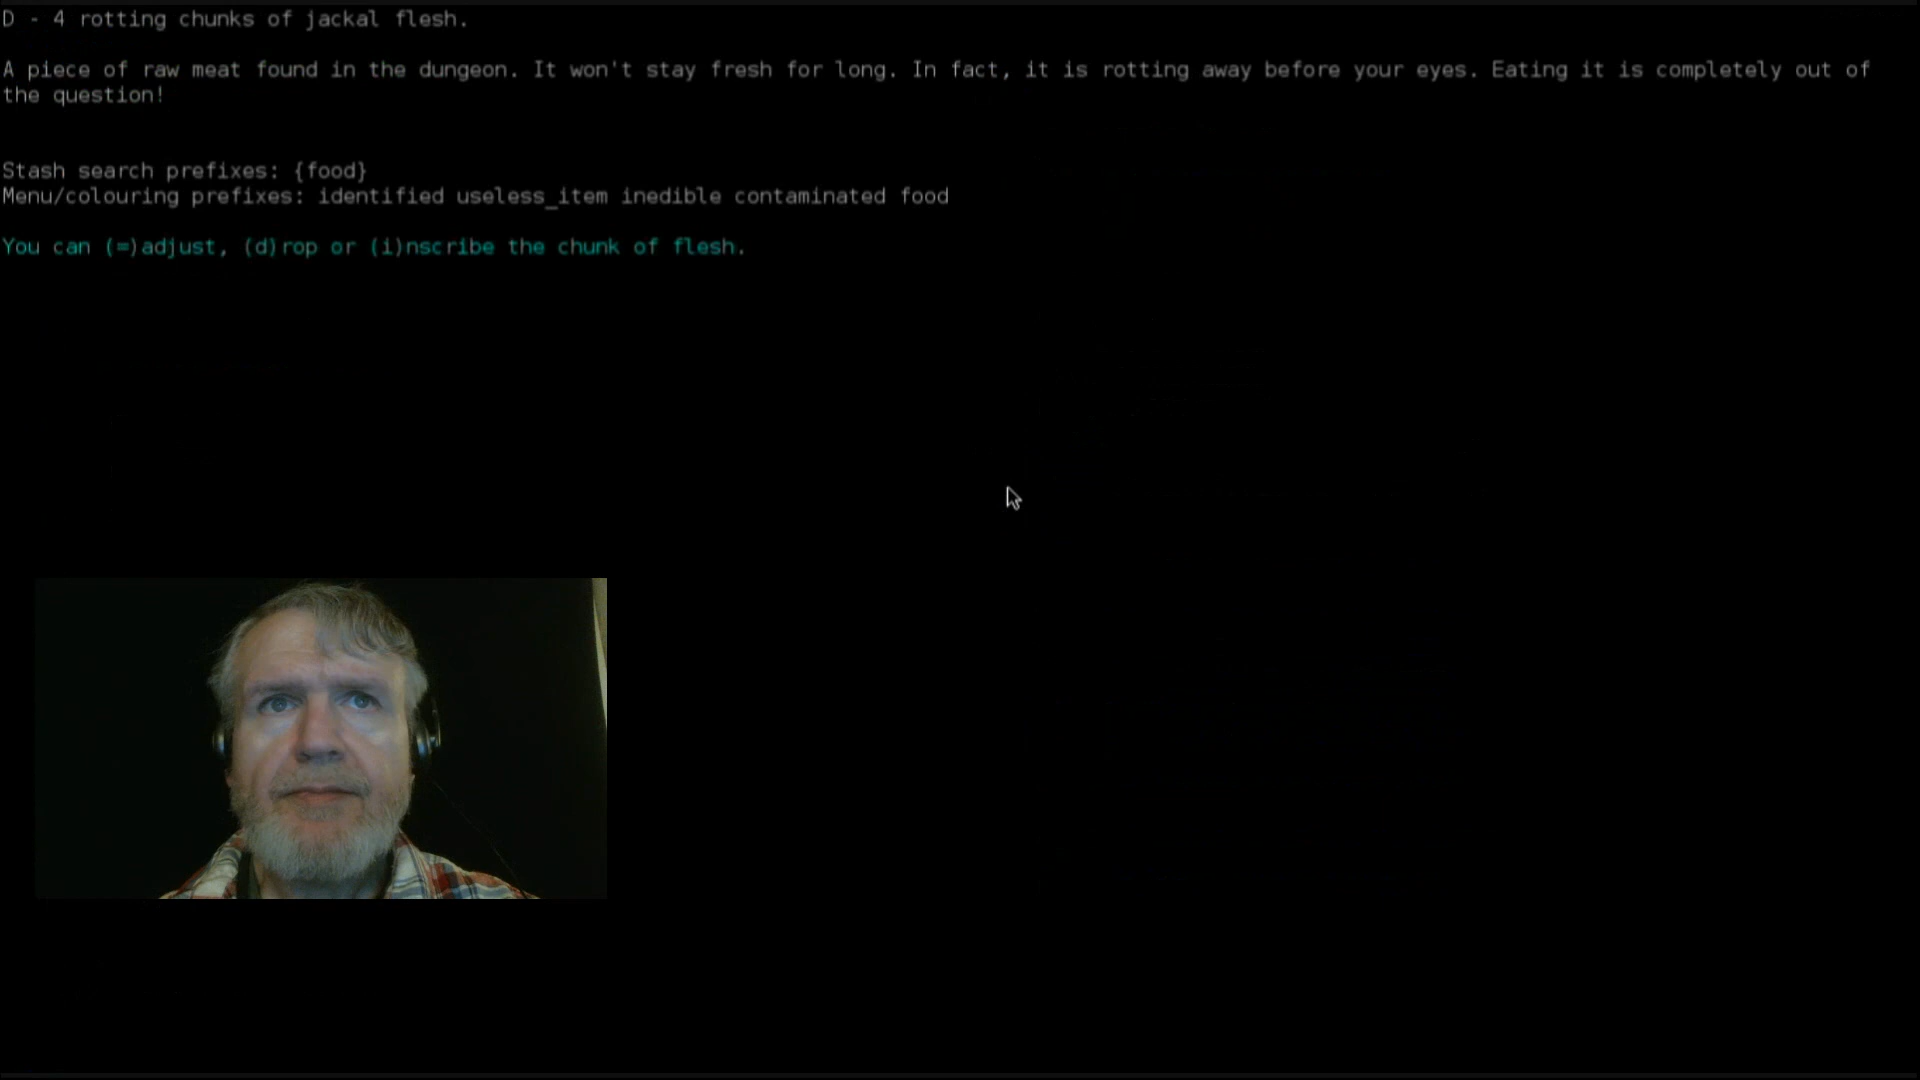 D - 4 rotting chunks of jackal flesh.
A piece of raw meat found in the dungeon. It won't stay fresh for long. In fact, it is rotting away before your eyes. Eating it is completely out of
the question!
Stash search prefixes: {food}
Menu/colouring prefixes: identified useless_item inedible contaminated food
You can (=)adjust, (d)rop or (i)nscribe the chunk of flesh.